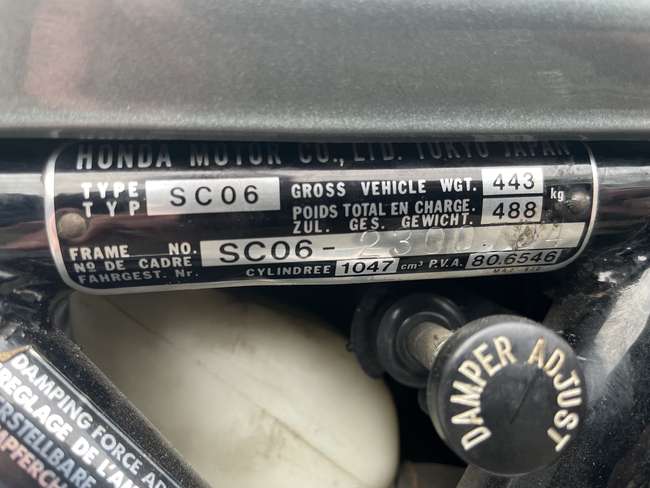 HONDA MOTOR CO., LTD. TOKYO JAPAN
TYPE
TYP
SC06
GROSS VEHICLE WGT. 443
POIDS TOTAL EN CHARGE.
ZUL. GES. GEWICHT. 488
kg
FRAME NO.
Nº DE CADRE
FAHRGEST. Nr.
SC06-
CYLINDREE 1047 cm³ P.V.A. 80.6546
DAMPER ADJUST
DAMPING FORCE
REGLAGE DE